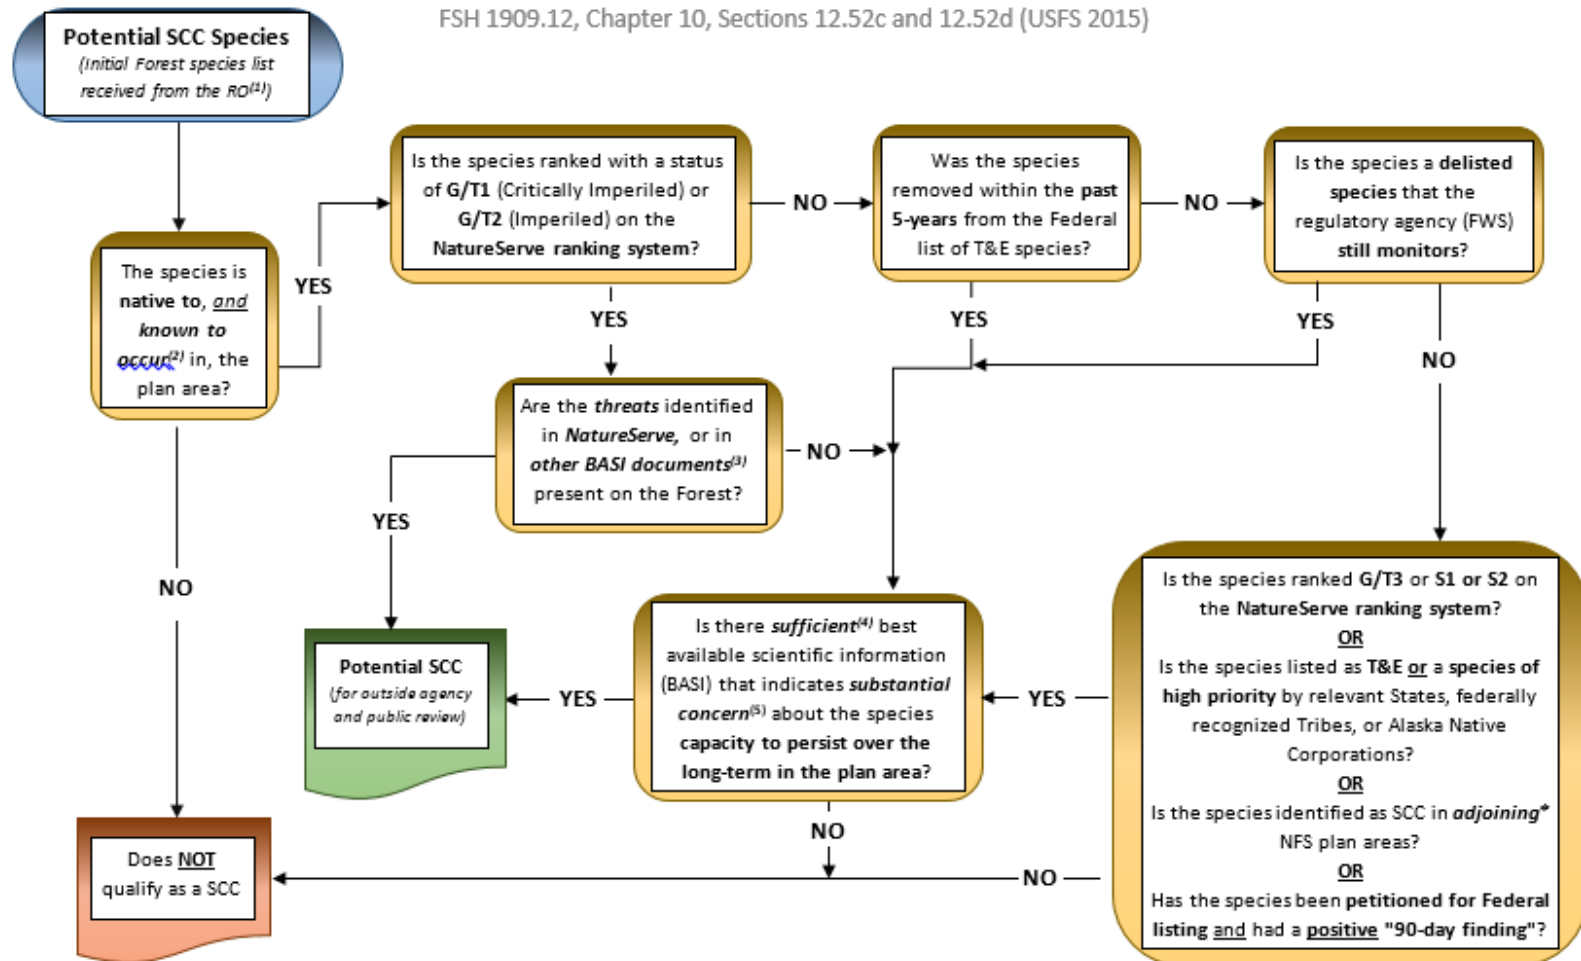 FSH 1909.12, Chapter 10, Sections 12.52c and 12.52d (USFS 2015)
Potential SCC Species
(Initial Forest species list
received from the RO(1))
The species is
native to, and
known to
occur(2) in, the
plan area?
YES
NO
Is the species ranked with a status
of G/T1 (Critically Imperiled) or
G/T2 (Imperiled) on the
NatureServe ranking system?
NO
YES
Was the species
removed within the past
5-years from the Federal
list of T&E species?
NO
YES
Is the species a delisted
species that the
regulatory agency (FWS)
still monitors?
YES
NO
Are the threats identified
in NatureServe, or in
other BASI documents(3)
present on the Forest?
NO
YES
Is there sufficient(4) best
available scientific information
(BASI) that indicates substantial
concern(5) about the species
capacity to persist over the
long-term in the plan area?
YES
NO
Is the species ranked G/T3 or S1 or S2 on
the NatureServe ranking system?
OR
Is the species listed as T&E or a species of
high priority by relevant States, federally
recognized Tribes, or Alaska Native
Corporations?
OR
Is the species identified as SCC in adjoining*
NFS plan areas?
OR
Has the species been petitioned for Federal
listing and had a positive "90-day finding"?
YES
NO
Potential SCC
(for outside agency
and public review)
Does NOT
qualify as a SCC